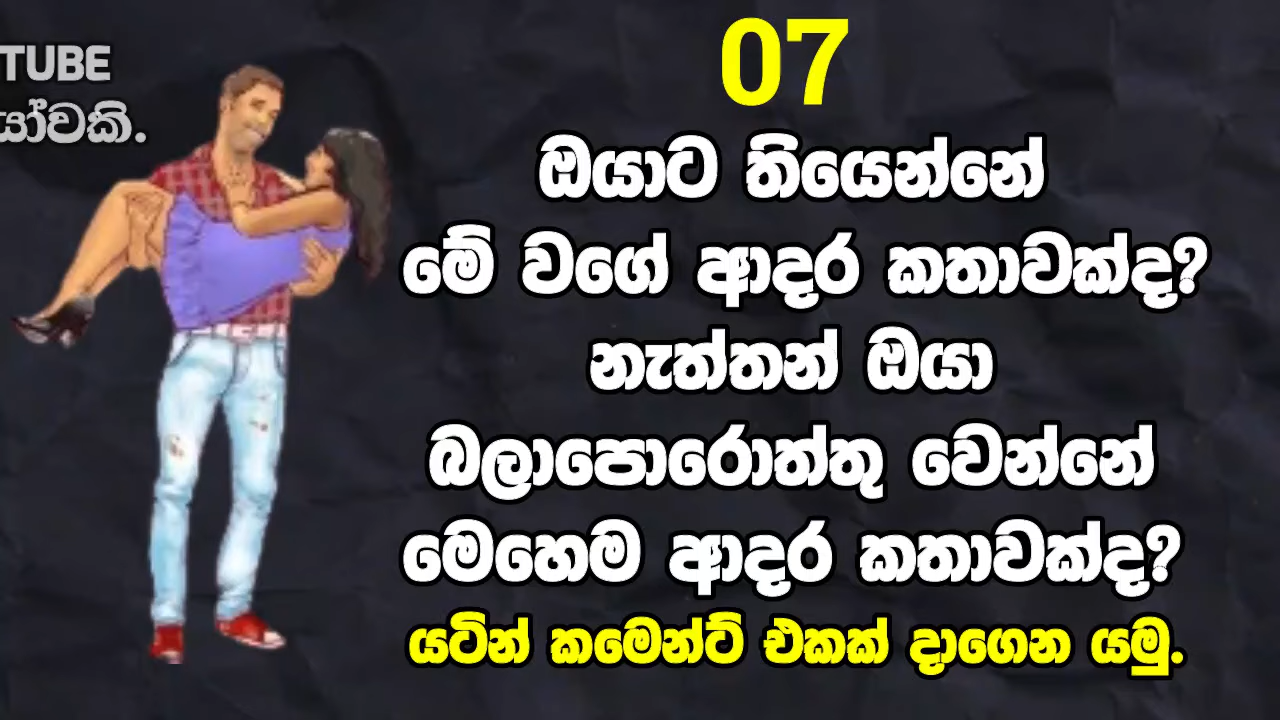 TUBE
යෝවකි.
07
ඔයාට තියෙන්නේ
මේ වගේ ආදර කතාවක්ද?
නැත්තන් ඔයා
බලාපොරොත්තු වෙන්නේ
මෙහෙම ආදර කතාවක්ද?
යටින් කමෙන්ට් එකක් දාගෙන යමු.